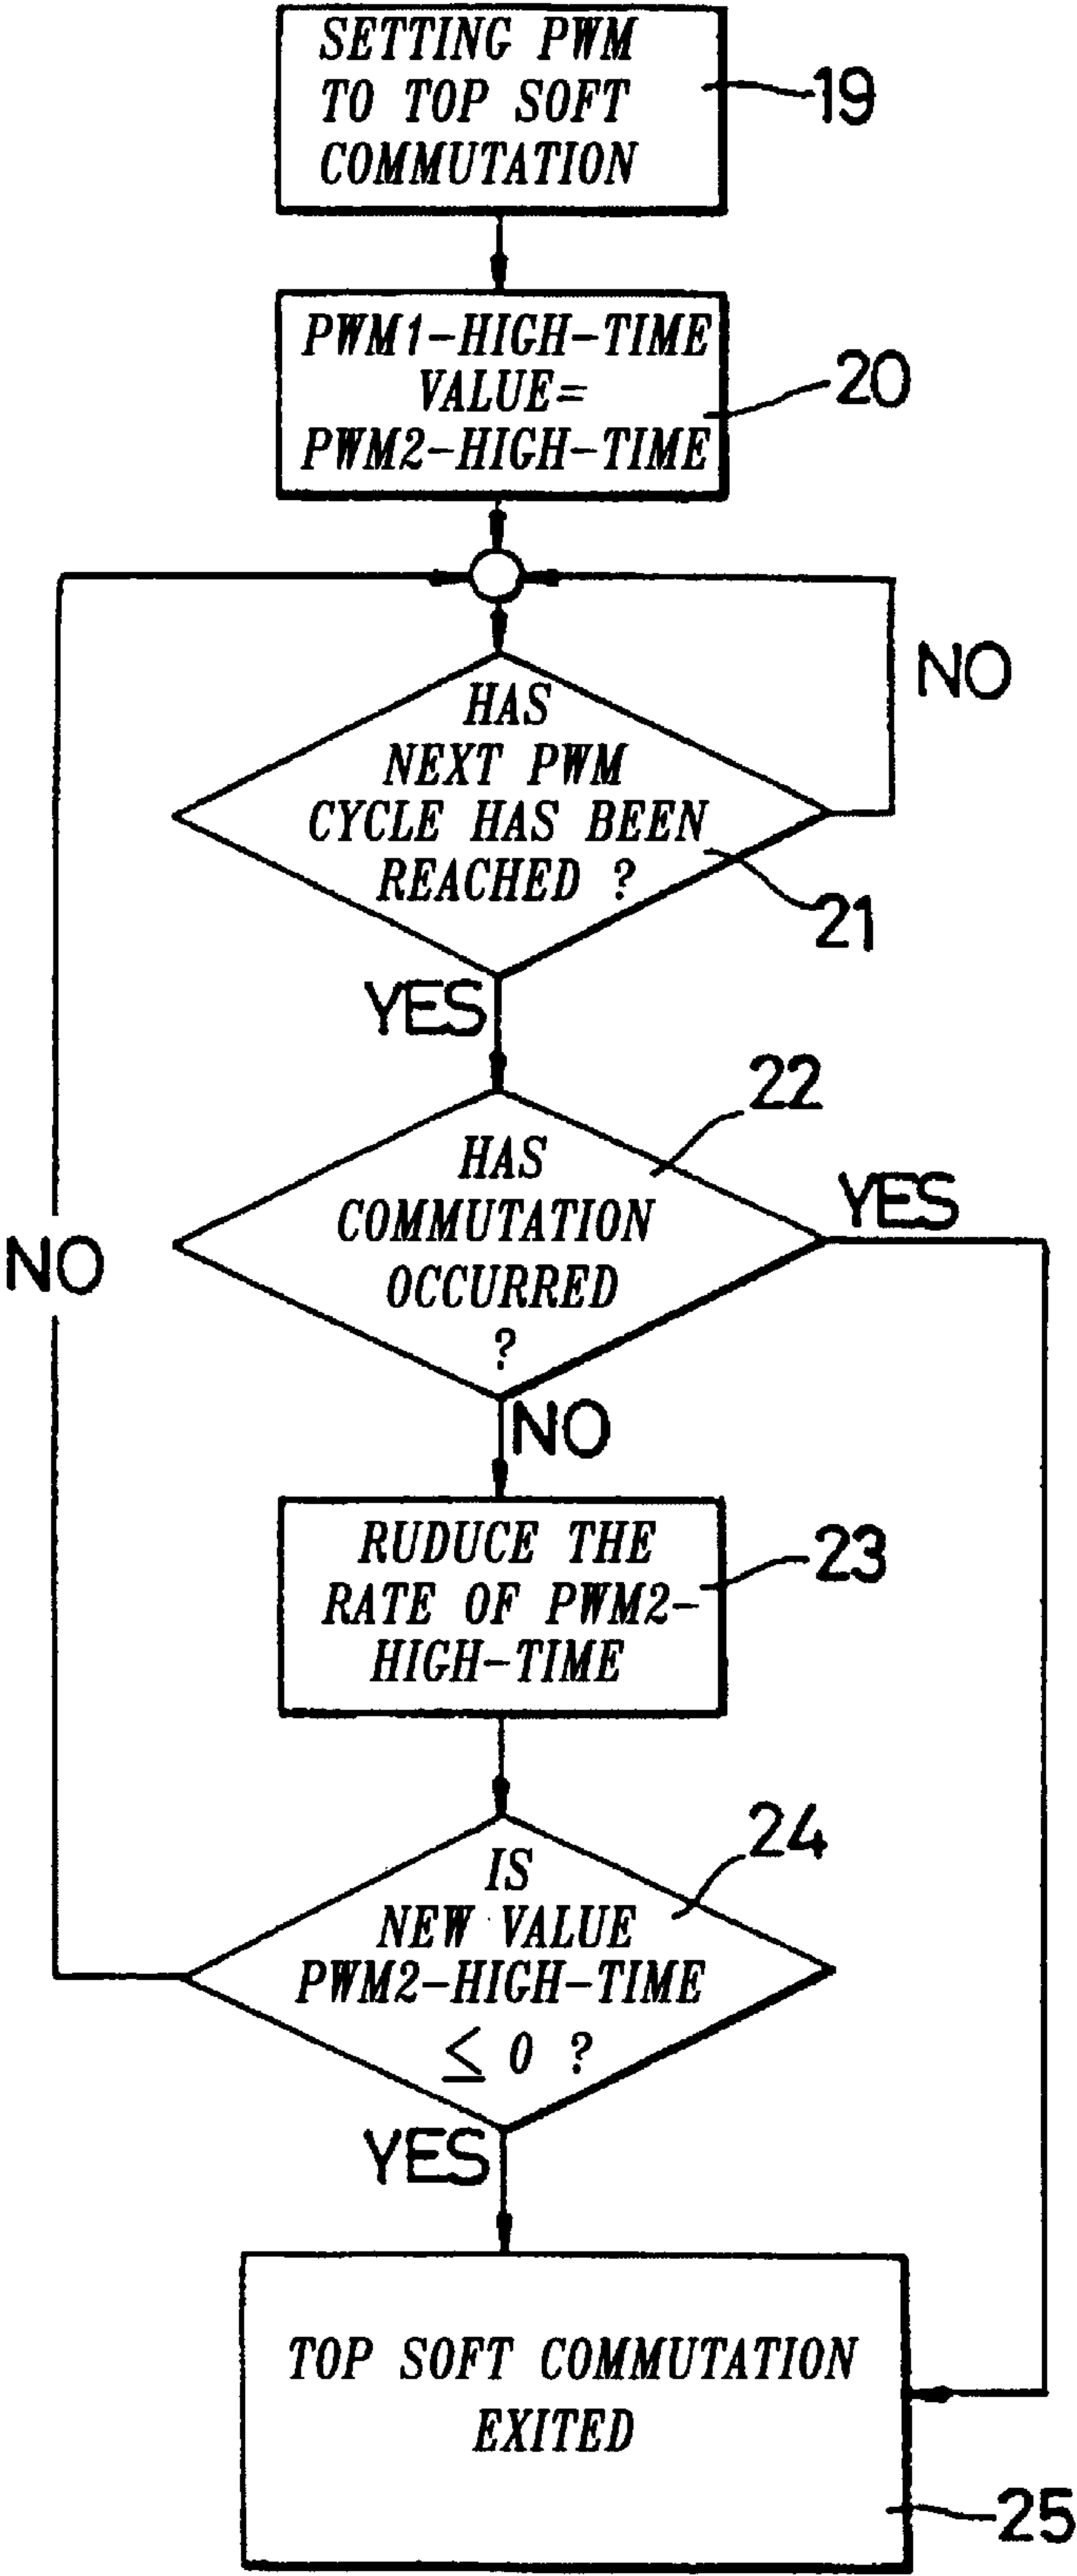 SETTING PWM
TO TOP SOFT
COMMUTATION
19
PWM1-HIGH-TIME
VALUE=
PWM2-HIGH-TIME
20
NO
HAS
NEXT PWM
CYCLE HAS BEEN
REACHED ?
21
YES
22
HAS
COMMUTATION
OCCURRED
?
YES
NO
NO
RUDUCE THE
RATE OF PWM2-
HIGH-TIME
23
24
IS
NEW VALUE
PWM2-HIGH-TIME
≤ 0 ?
YES
TOP SOFT COMMUTATION
EXITED
25